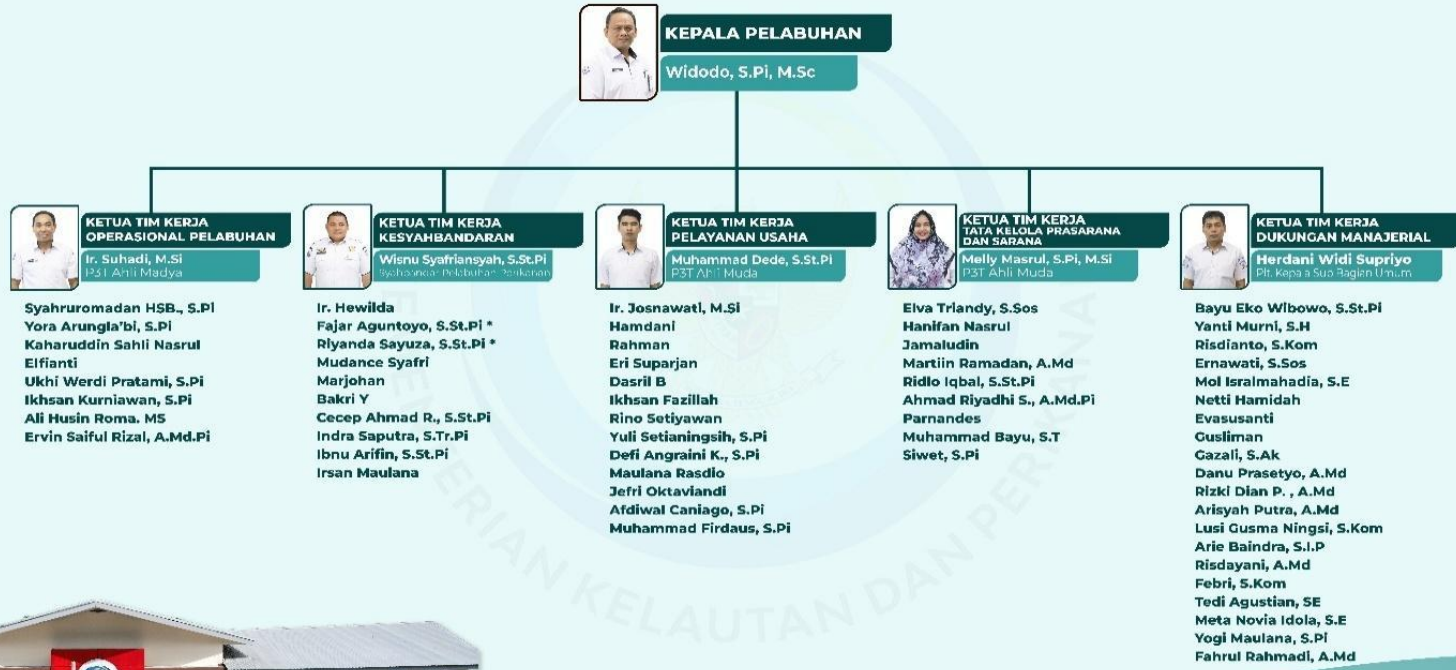 KEPALA PELABUHAN
Widodo, S.Pi, M.Sc
KETUA TIM KERJA
OPERASIONAL PELABUHAN
Ir. Suhadi, M.Si
P3T Ahli Madya
Syahruromadan HSB., S.Pi
Yora Arungla'bi, S.Pi
Kaharuddin Sahli Nasrul
Elfianti
Ukhi Werdi Pratami, S.Pi
Ikhsan Kurniawan, S.Pi
Ali Husin Roma. MS
Ervin Saiful Rizal, A.Md.Pi
KETUA TIM KERJA
KESYAHBANDARAN
Wisnu Syafriansyah, S.St.Pi
Syahbandar Pelabuhan Perikanan
Ir. Hewilda
Fajar Aguntoyo, S.St.Pi *
Riyanda Sayuza, S.St.Pi *
Mudance Syafri
Marjohan
Bakri Y
Cecep Ahmad R., S.St.Pi
Indra Saputra, S.Tr.Pi
Ibnu Arifin, S.St.Pi
Irsan Maulana
KETUA TIM KERJA
PELAYANAN USAHA
Muhammad Dede, S.St.Pi
P3T Ahli Muda
Ir. Josnawati, M.Si
Hamdani
Rahman
Eri Suparjan
Dasril B
Ikhsan Fazillah
Rino Setiyawan
Yuli Setianingsih, S.Pi
Defi Angraini K., S.Pi
Maulana Rasdio
Jefri Oktaviandi
Afdiwal Caniago, S.Pi
Muhammad Firdaus, S.Pi
KETUA TIM KERJA
TATA KELOLA PRASARANA
DAN SARANA
Melly Masrul, S.Pi, M.Si
P3T Ahli Muda
Elva Triandy, S.Sos
Hanifan Nasrul
Jamaludin
Martiin Ramadan, A.Md
Ridlo Iqbal, S.St.Pi
Ahmad Riyadhi S., A.Md.Pi
Parnandes
Muhammad Bayu, S.T
Siwet, S.Pi
KETUA TIM KERJA
DUKUNGAN MANAJERIAL
Herdani Widi Supriyo
Plt. Kepala Sub Bagian Umum
Bayu Eko Wibowo, S.St.Pi
Yanti Murni, S.H
Risdianto, S.Kom
Ernawati, S.Sos
Mol Isralmahadia, S.E
Netti Hamidah
Evasusanti
Gusliman
Gazali, S.Ak
Danu Prasetyo, A.Md
Rizki Dian P. , A.Md
Arisyah Putra, A.Md
Lusi Gusma Ningsi, S.Kom
Arie Baindra, S.I.P
Risdayani, A.Md
Febri, S.Kom
Tedi Agustian, SE
Meta Novia Idola, S.E
Yogi Maulana, S.Pi
Fahrul Rahmadi, A.Md
KEMENTERIAN KELAUTAN DAN PERIKANAN